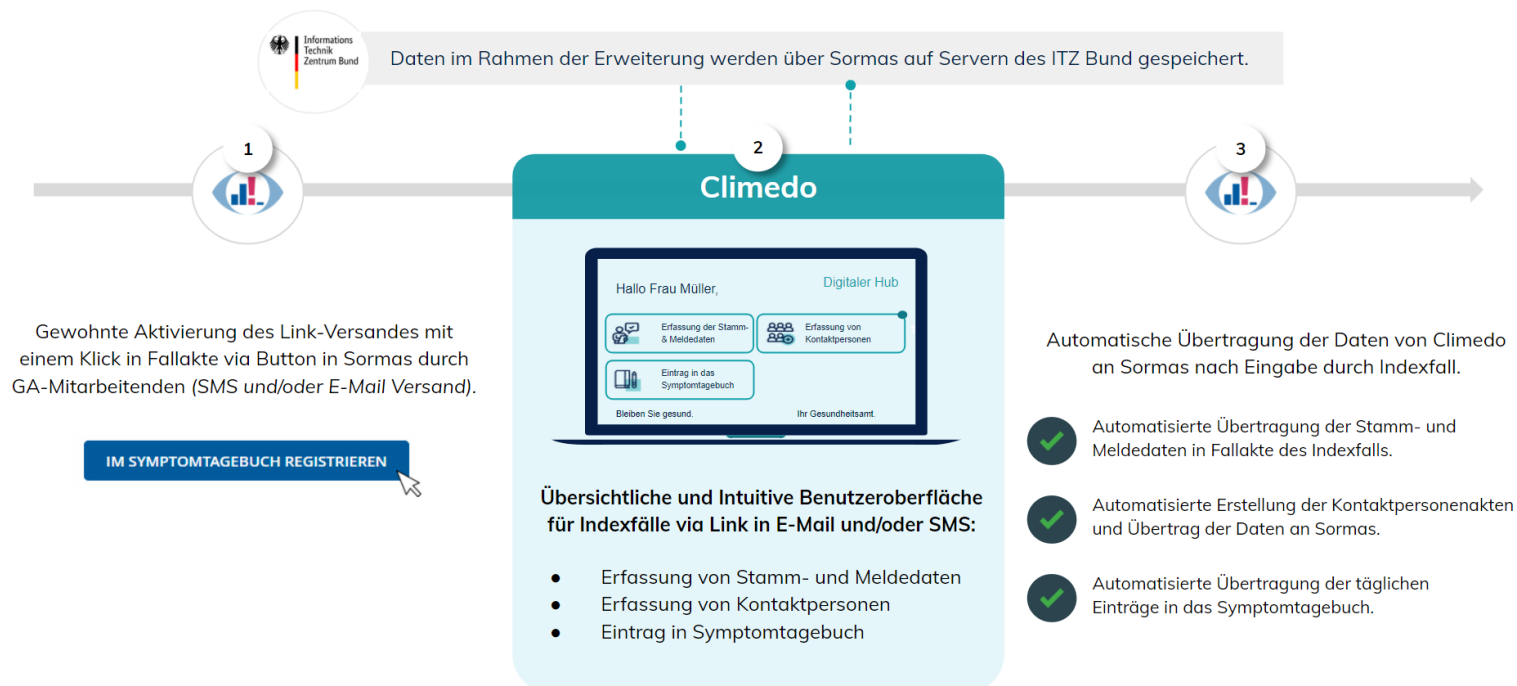 Informations
Technik
Zentrum Bund
Daten im Rahmen der Erweiterung werden über Sormas auf Servern des ITZ Bund gespeichert.
1
Gewohnte Aktivierung des Link-Versandes mit
einem Klick in Fallakte via Button in Sormas durch
GA-Mitarbeitenden (SMS und/oder E-Mail Versand).
IM SYMPTOMTAGEBUCH REGISTRIEREN
2
Climedo
Hallo Frau Müller,
Digitaler Hub
Erfassung der Stamm-
& Meldedaten
Erfassung von
Kontaktpersonen
Eintrag in das
Symptomtagebuch
Bleiben Sie gesund.
Ihr Gesundheitsamt.
Übersichtliche und Intuitive Benutzeroberfläche
für Indexfälle via Link in E-Mail und/oder SMS:
● Erfassung von Stamm- und Meldedaten
● Erfassung von Kontaktpersonen
● Eintrag in Symptomtagebuch
3
Automatische Übertragung der Daten von Climedo
an Sormas nach Eingabe durch Indexfall.
Automatisierte Übertragung der Stamm- und
Meldedaten in Fallakte des Indexfalls.
Automatisierte Erstellung der Kontaktpersonenakten
und Übertrag der Daten an Sormas.
Automatisierte Übertragung der täglichen
Einträge in das Symptomtagebuch.